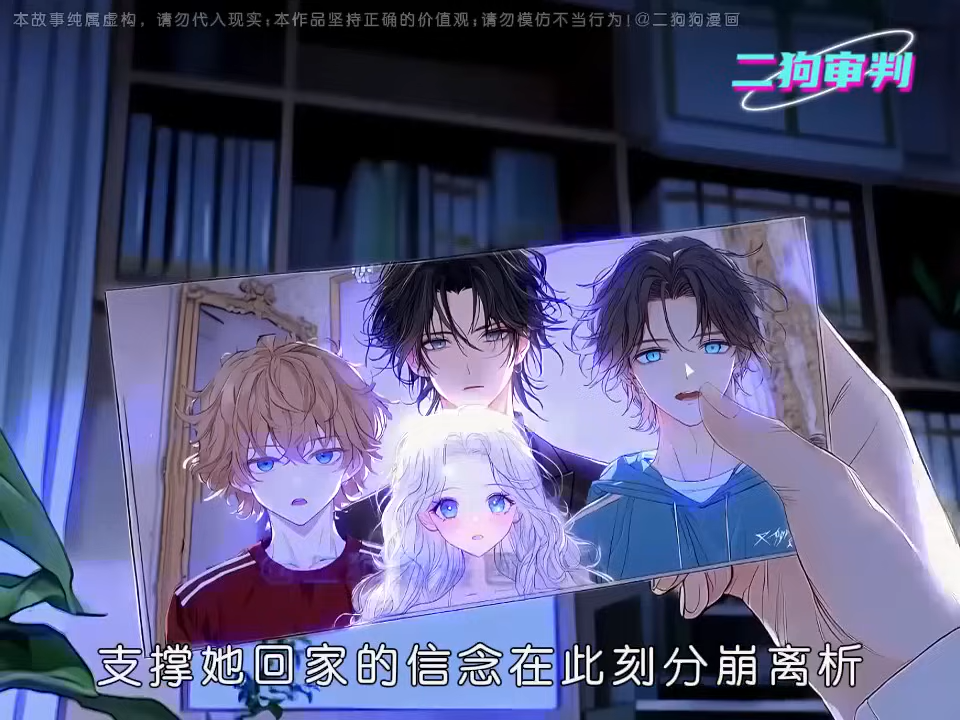 本故事纯属虚构，请勿代入现实;本作品坚持正确的价值观;请勿模仿不当行为!@二狗狗漫画
二狗审判
支撑她回家的信念在此刻分崩离析